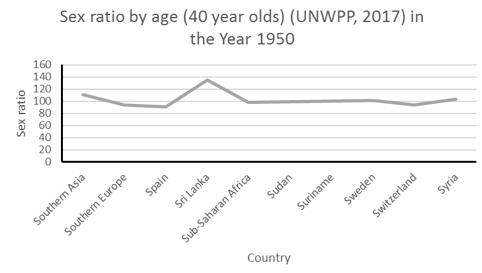 Sex ratio by age (40 year olds) (UNWPP, 2017) in
the Year 1950
160
140
120
100
80
60
40
20
0
Sex ratio
Southern Asia
Southern Europe
Spain
Sri Lanka
Sub-Saharan Africa
Sudan
Suriname
Sweden
Switzerland
Syria
Country